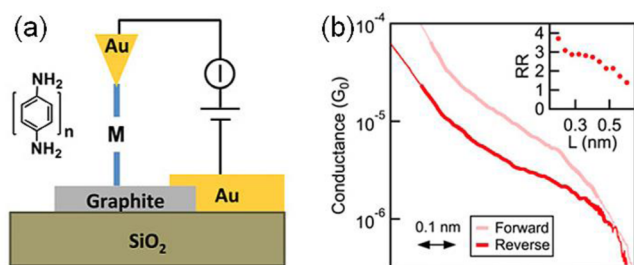 (a)
Au
I
NH₂
[ ]n
NH₂
M
Graphite
Au
SiO₂
(b)
10⁻⁴
10⁻⁵
10⁻⁶
Conductance (G₀)
0.1 nm
Forward
Reverse
4
3
2
1
0
RR
0.3 0.5
L (nm)